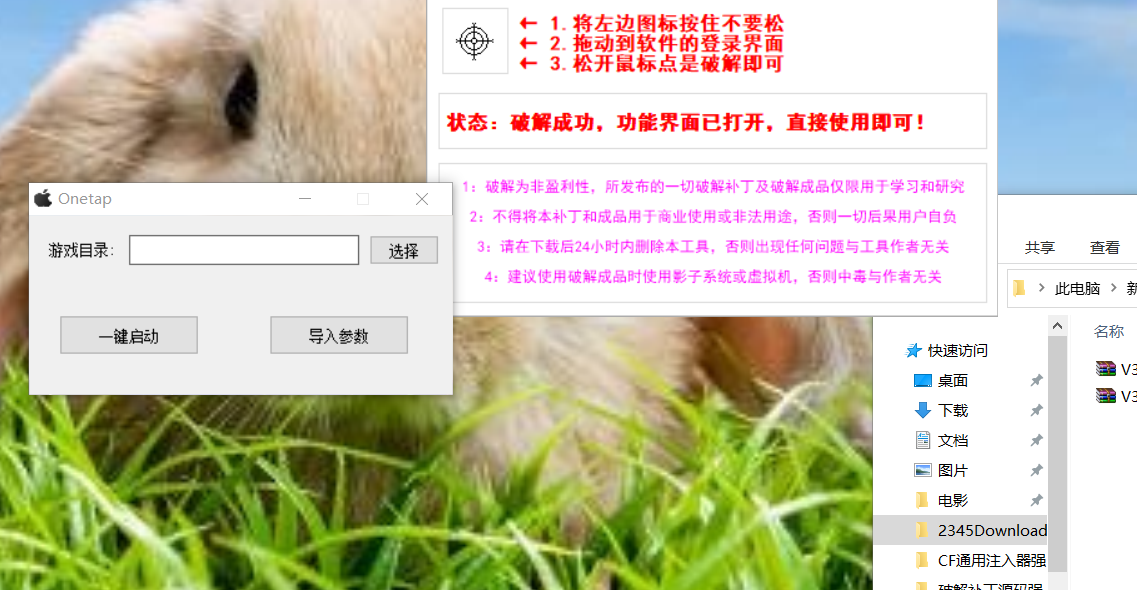 ← 1.将左边图标按住不要松
← 2.拖动到软件的登录界面
← 3.松开鼠标点是破解即可
状态：破解成功，功能界面已打开，直接使用即可！
1：破解为非盈利性，所发布的一切破解补丁及破解成品仅限用于学习和研究
2：不得将本补丁和成品用于商业使用或非法用途，否则一切后果用户自负
3：请在下载后24小时内删除本工具，否则出现任何问题与工具作者无关
4：建议使用破解成品时使用影子系统或虚拟机，否则中毒与作者无关
Onetap
游戏目录：
选择
一键启动
导入参数
共享 查看
此电脑 新
名称
V3
V3
快速访问
桌面
下载
文档
图片
电影
2345Download
CF通用注入器强
破解补丁源码强